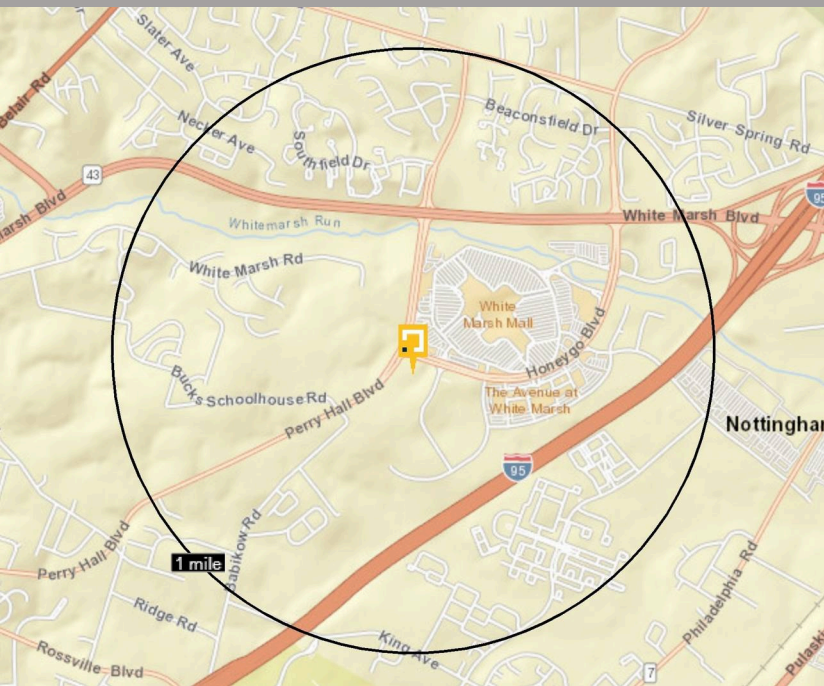 Slater Ave
Belair Rd
Necker Ave
Southfield Dr
Beaconsfield Dr
Silver Spring Rd
43
95
arsh Blvd
Whitemarsh Run
White Marsh Blvd
White Marsh Rd
White
Marsh Mall
Honeygo Blvd
Bucks Schoolhouse Rd
Perry Hall Blvd
The Avenue at
White Marsh
Nottinghar
95
Perry Hall Blvd
1 mile
Babikow Rd
Philadelphia Rd
Ridge Rd
King Ave
Rossville Blvd
7
Pulaski